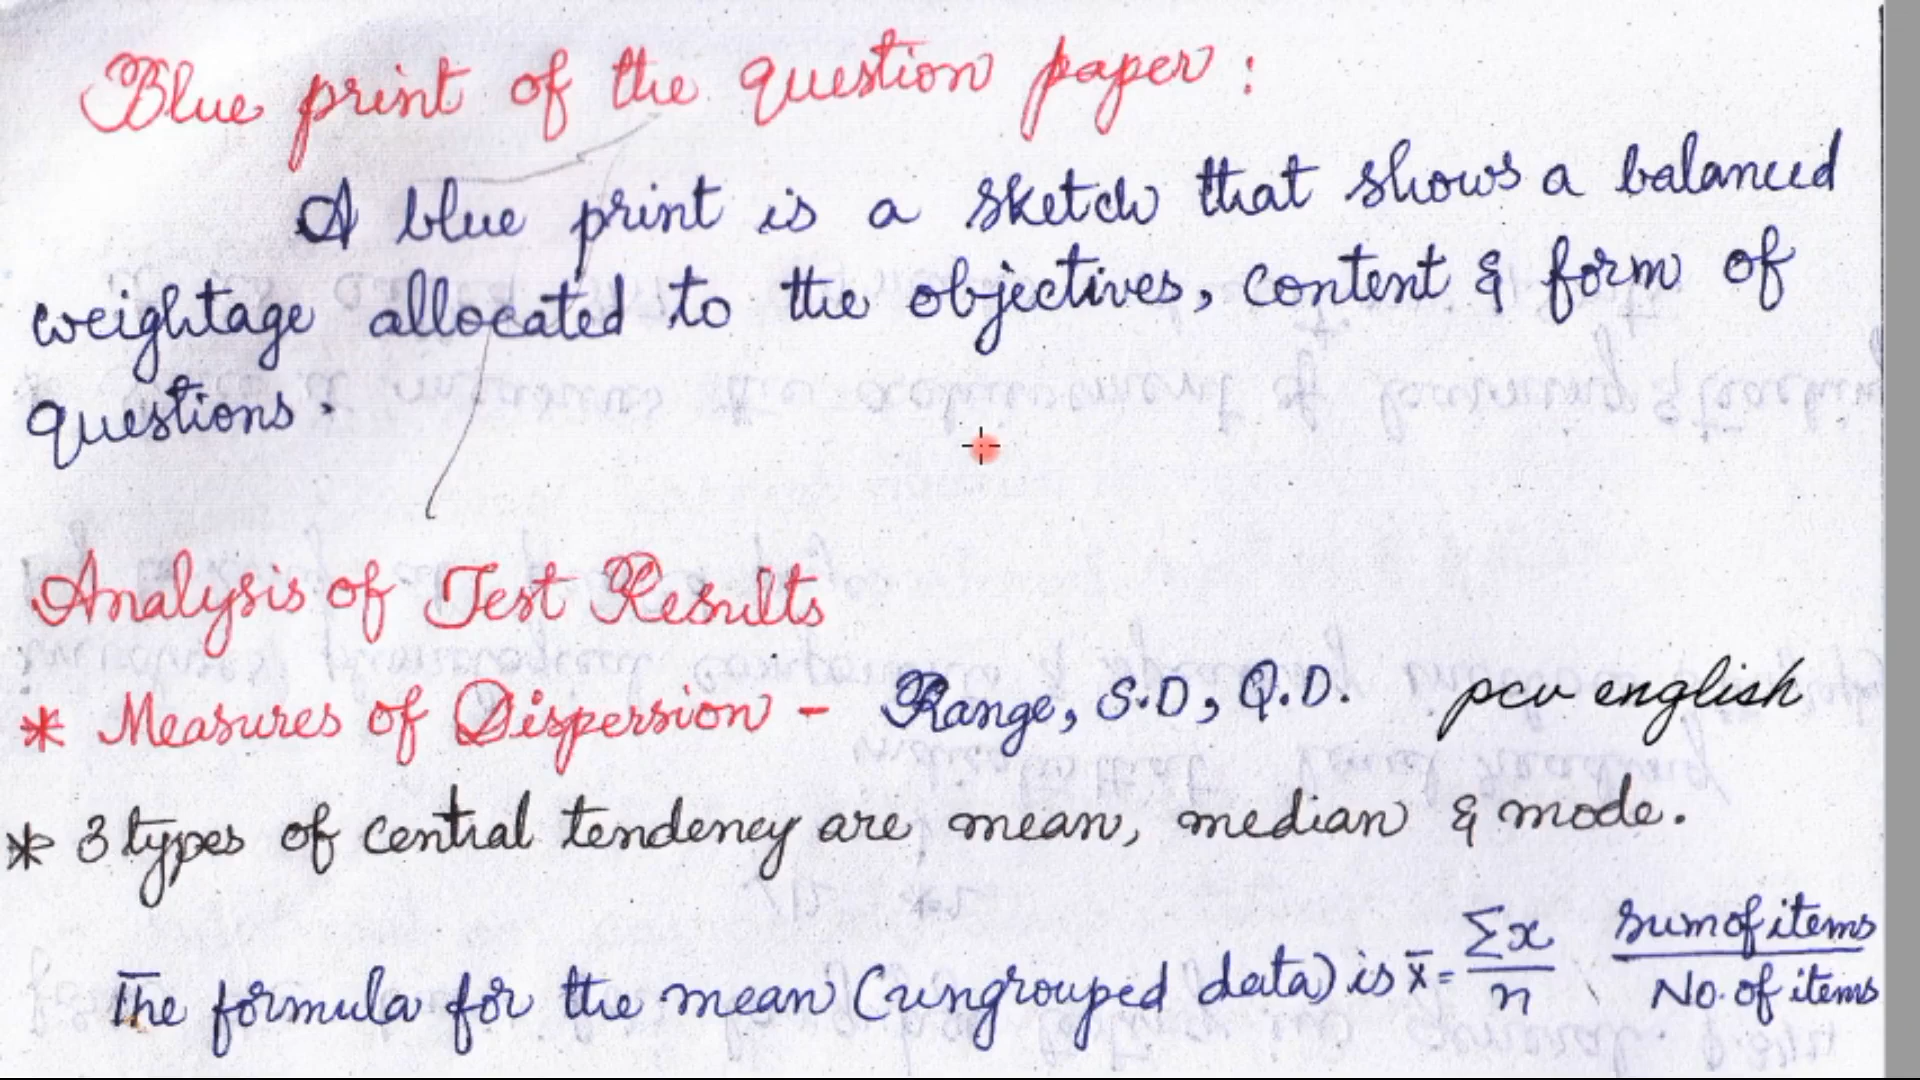 Blue print of the question paper :
A blue print is a sketch that shows a balanced
weightage allocated to the objectives, content & form of
questions.
Analysis of Test Results
* Measures of Dispersion - Range, S.D, Q.D. pcv english
* 3 types of central tendency are mean, median & mode.
The formula for the mean (ungrouped data) is x̄ = Σx/n sum of items/No. of items